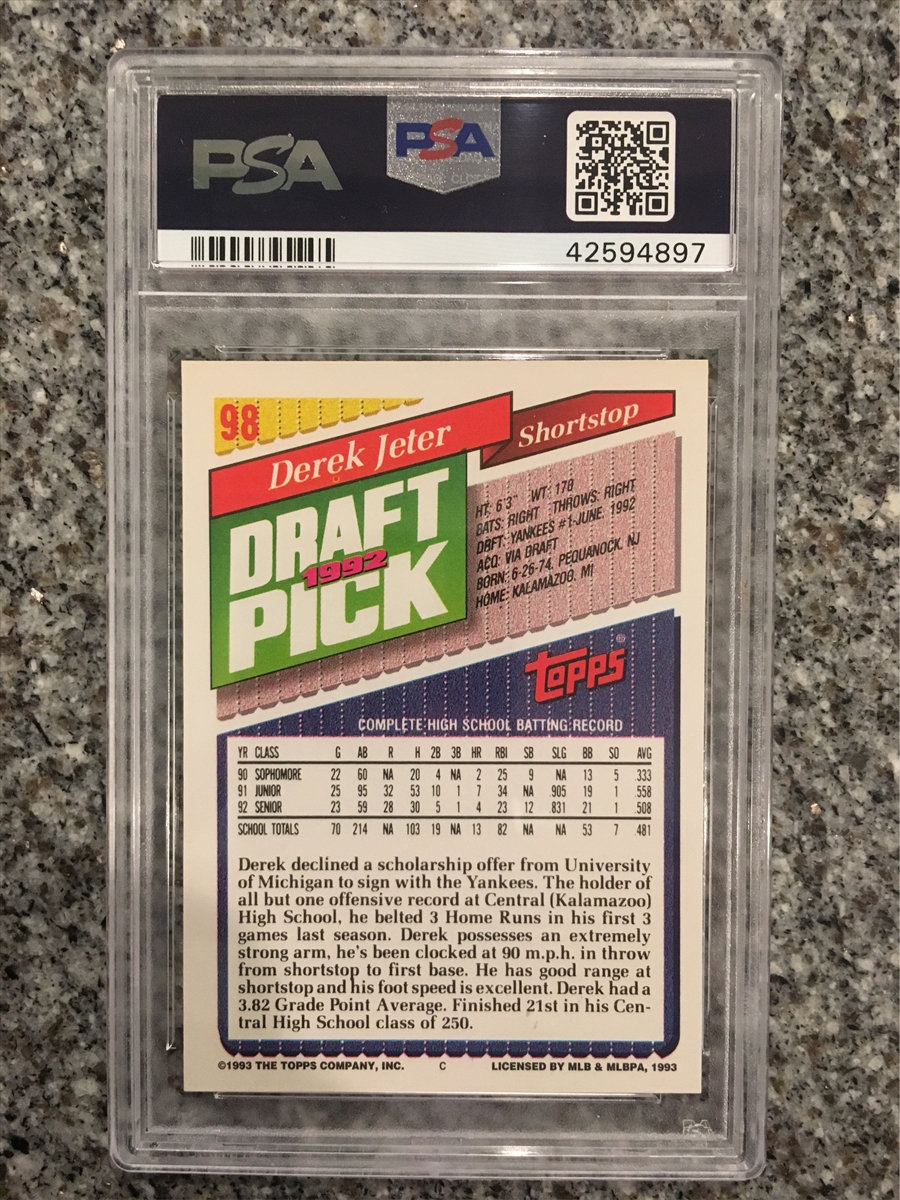 PSA
PSA
42594897
98
Derek Jeter
Shortstop
DRAFT
1992
PICK
HT: 6'3" WT: 178
BATS: RIGHT THROWS: RIGHT
DRFT: YANKEES #1-JUNE, 1992
ACQ: VIA DRAFT
BORN: 6-26-74, PEQUANOCK, NJ
HOME: KALAMAZOO, MI
Topps®
COMPLETE HIGH SCHOOL BATTING RECORD
YR CLASS G AB R H 2B 3B HR RBI SB SLG BB SO AVG
90 SOPHOMORE 22 60 NA 20 4 NA 2 25 9 NA 13 5 .333
91 JUNIOR 25 95 32 53 10 1 7 34 NA .905 19 1 .558
92 SENIOR 23 59 28 30 5 1 4 23 12 .831 21 1 .508
SCHOOL TOTALS 70 214 NA 103 19 NA 13 82 NA NA 53 7 .481
Derek declined a scholarship offer from University
of Michigan to sign with the Yankees. The holder of
all but one offensive record at Central (Kalamazoo)
High School, he belted 3 Home Runs in his first 3
games last season. Derek possesses an extremely
strong arm, he's been clocked at 90 m.p.h. in throw
from shortstop to first base. He has good range at
shortstop and his foot speed is excellent. Derek had a
3.82 Grade Point Average. Finished 21st in his Cen-
tral High School class of 250.
©1993 THE TOPPS COMPANY, INC. C LICENSED BY MLB & MLBPA, 1993